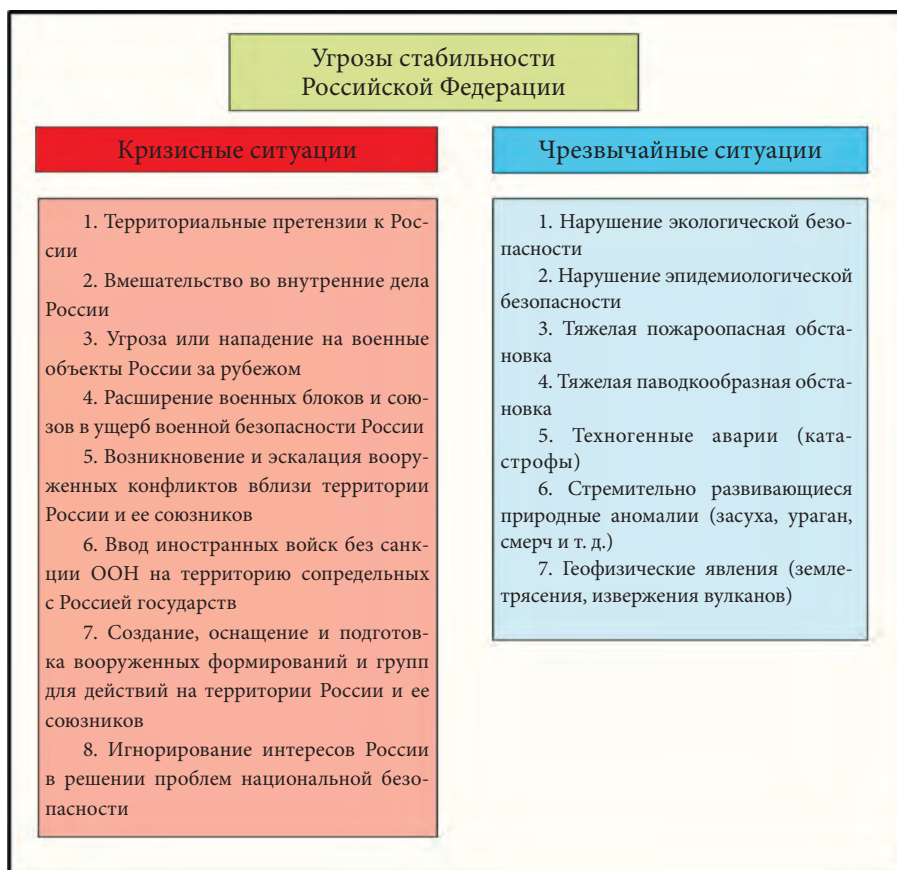 Угрозы стабильности
Российской Федерации
Кризисные ситуации
1. Территориальные претензии к Рос-
сии
2. Вмешательство во внутренние дела
России
3. Угроза или нападение на военные
объекты России за рубежом
4. Расширение военных блоков и сою-
зов в ущерб военной безопасности России
5. Возникновение и эскалация воору-
женных конфликтов вблизи территории
России и ее союзников
6. Ввод иностранных войск без санк-
ции ООН на территорию сопредельных
с Россией государств
7. Создание, оснащение и подготов-
ка вооруженных формирований и групп
для действий на территории России и ее
союзников
8. Игнорирование интересов России
в решении проблем национальной безо-
пасности
Чрезвычайные ситуации
1. Нарушение экологической безо-
пасности
2. Нарушение эпидемиологической
безопасности
3. Тяжелая пожароопасная обста-
новка
4. Тяжелая паводкообразная обста-
новка
5. Техногенные аварии (ката-
строфы)
6. Стремительно развивающиеся
природные аномалии (засуха, ураган,
смерч и т. д.)
7. Геофизические явления (земле-
трясения, извержения вулканов)